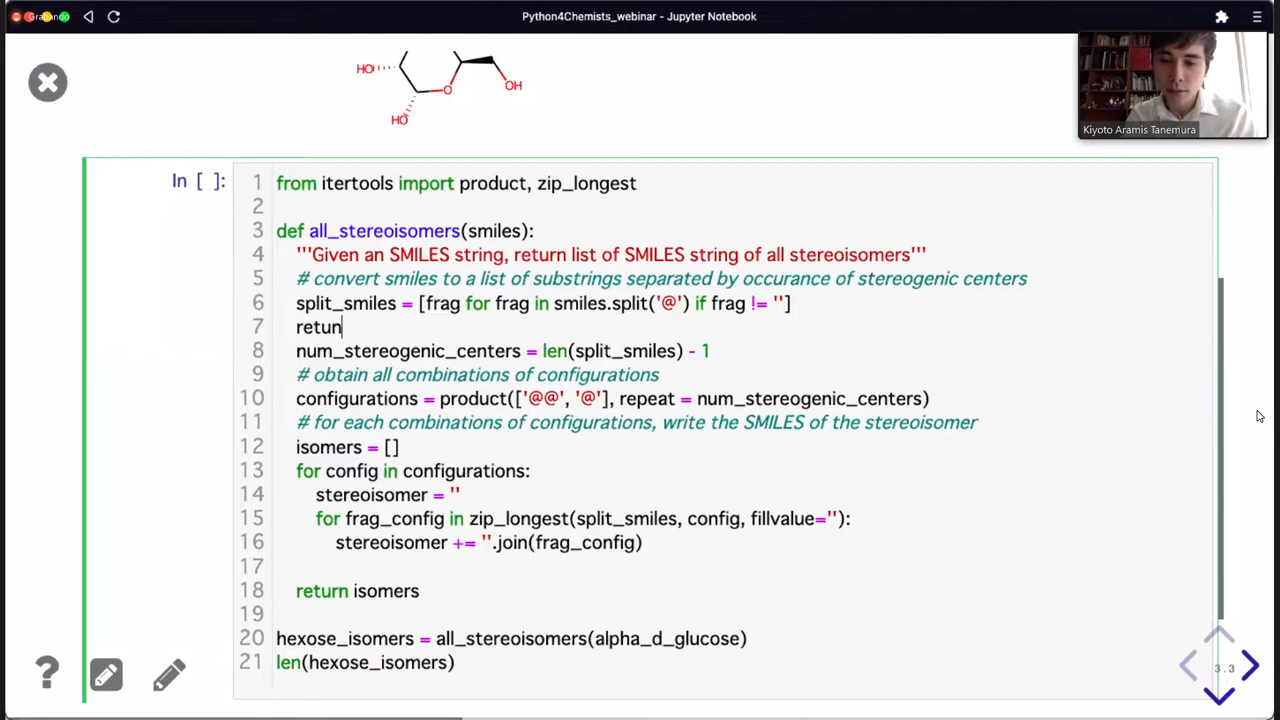 Grabando
Python4Chemists_webinar - Jupyter Notebook
Kiyoto Aramis Tanemura
HO
O
OH
HO
In [ ]:
1 from itertools import product, zip_longest
2
3 def all_stereoisomers(smiles):
4 '''Given an SMILES string, return list of SMILES string of all stereoisomers'''
5 # convert smiles to a list of substrings separated by occurance of stereogenic centers
6 split_smiles = [frag for frag in smiles.split('@') if frag != '']
7 retun
8 num_stereogenic_centers = len(split_smiles) - 1
9 # obtain all combinations of configurations
10 configurations = product(['@@', '@'], repeat = num_stereogenic_centers)
11 # for each combinations of configurations, write the SMILES of the stereoisomer
12 isomers = []
13 for config in configurations:
14 stereoisomer = ''
15 for frag_config in zip_longest(split_smiles, config, fillvalue=''):
16 stereoisomer += ''.join(frag_config)
17
18 return isomers
19
20 hexose_isomers = all_stereoisomers(alpha_d_glucose)
21 len(hexose_isomers)
?
3.3